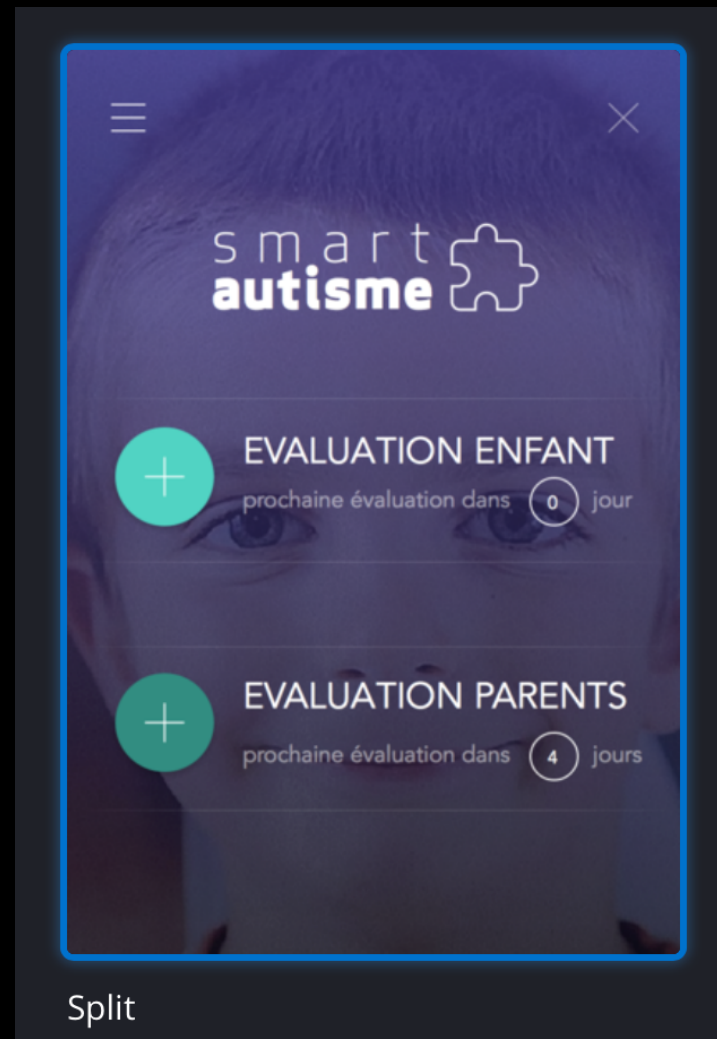 smart
autisme
EVALUATION ENFANT
prochaine évaluation dans 0 jour
EVALUATION PARENTS
prochaine évaluation dans 4 jours
Split